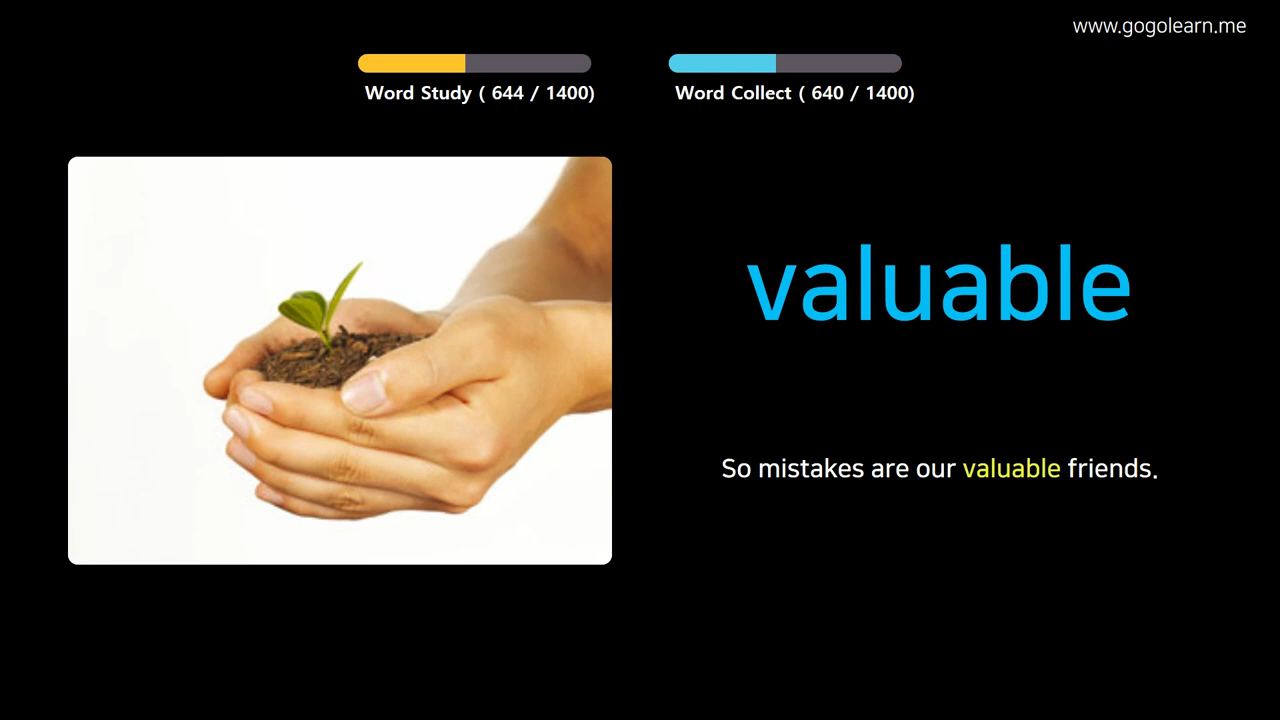 www.gogolearn.me
Word Study ( 644 / 1400)
Word Collect ( 640 / 1400)
valuable
So mistakes are our valuable friends.